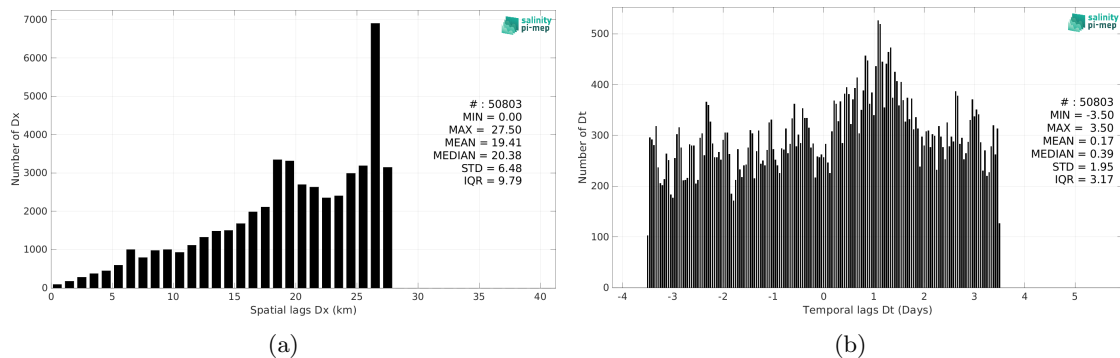 7000
6000
5000
4000
3000
2000
1000
0
Number of Dx
0 5 10 15 20 25 30 35 40
Spatial lags Dx (km)
salinity
pi-mep
# : 50803
MIN = 0.00
MAX = 27.50
MEAN = 19.41
MEDIAN = 20.38
STD = 6.48
IQR = 9.79
(a)
500
400
300
200
100
0
Number of Dt
-4 -3 -2 -1 0 1 2 3 4 5
Temporal lags Dt (Days)
salinity
pi-mep
# : 50803
MIN = -3.50
MAX = 3.50
MEAN = 0.17
MEDIAN = 0.39
STD = 1.95
IQR = 3.17
(b)